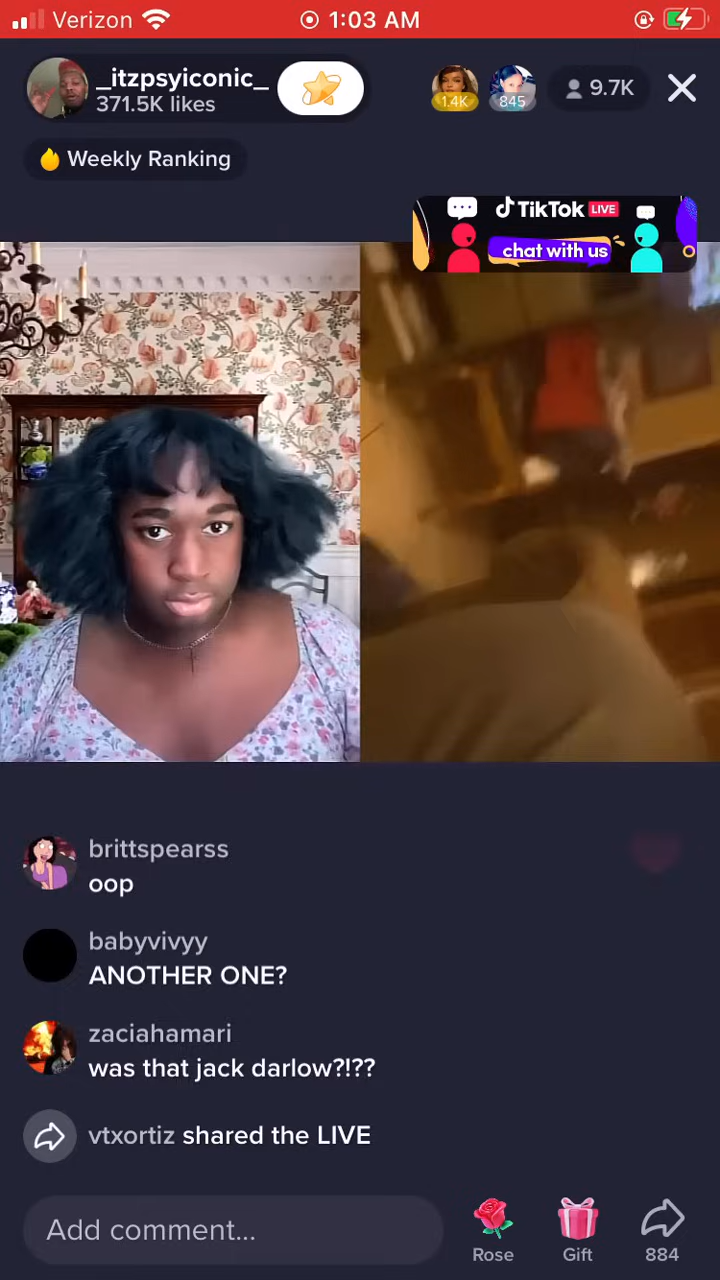 Verizon
1:03 AM
_itzpsyiconic_
371.5K likes
1.4K
845
9.7K
Weekly Ranking
TikTok LIVE
chat with us
brittspearss
oop
babyvivyy
ANOTHER ONE?
zaciahamari
was that jack darlow?!??
vtxortiz shared the LIVE
Add comment...
Rose
Gift
884